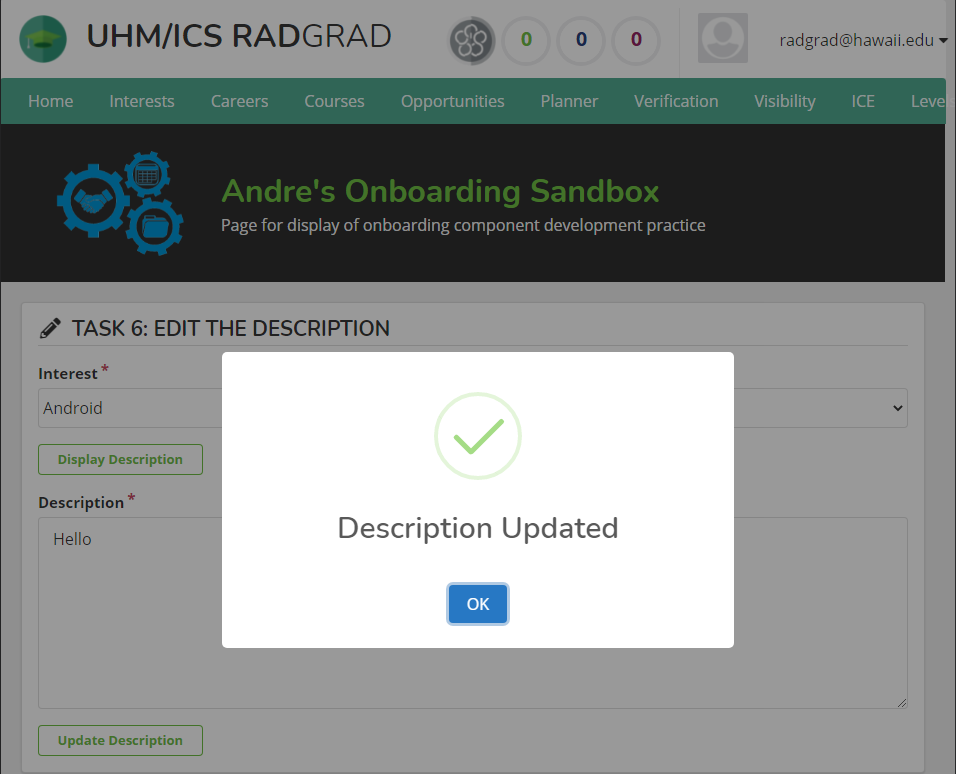 UHM/ICS RADGRAD
0 0 0
radgrad@hawaii.edu
Home Interests Careers Courses Opportunities Planner Verification Visibility ICE Leve
Andre's Onboarding Sandbox
Page for display of onboarding component development practice
TASK 6: EDIT THE DESCRIPTION
Interest *
Android
Display Description
Description *
Hello
Description Updated
OK
Update Description